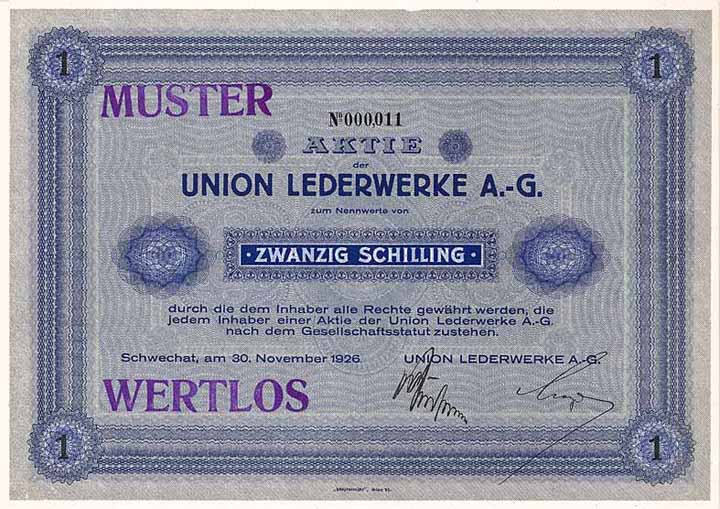 1 1
MUSTER
Nº 000,011
AKTIE
der
UNION LEDERWERKE A.-G.
zum Nennwerte von
· ZWANZIG SCHILLING ·
durch die dem Inhaber alle Rechte gewährt werden, die
jedem Inhaber einer Aktie der Union Lederwerke A.-G.
nach dem Gesellschaftsstatut zustehen.
Schwechat, am 30. November 1926. UNION LEDERWERKE A.-G.
WERTLOS
1 1